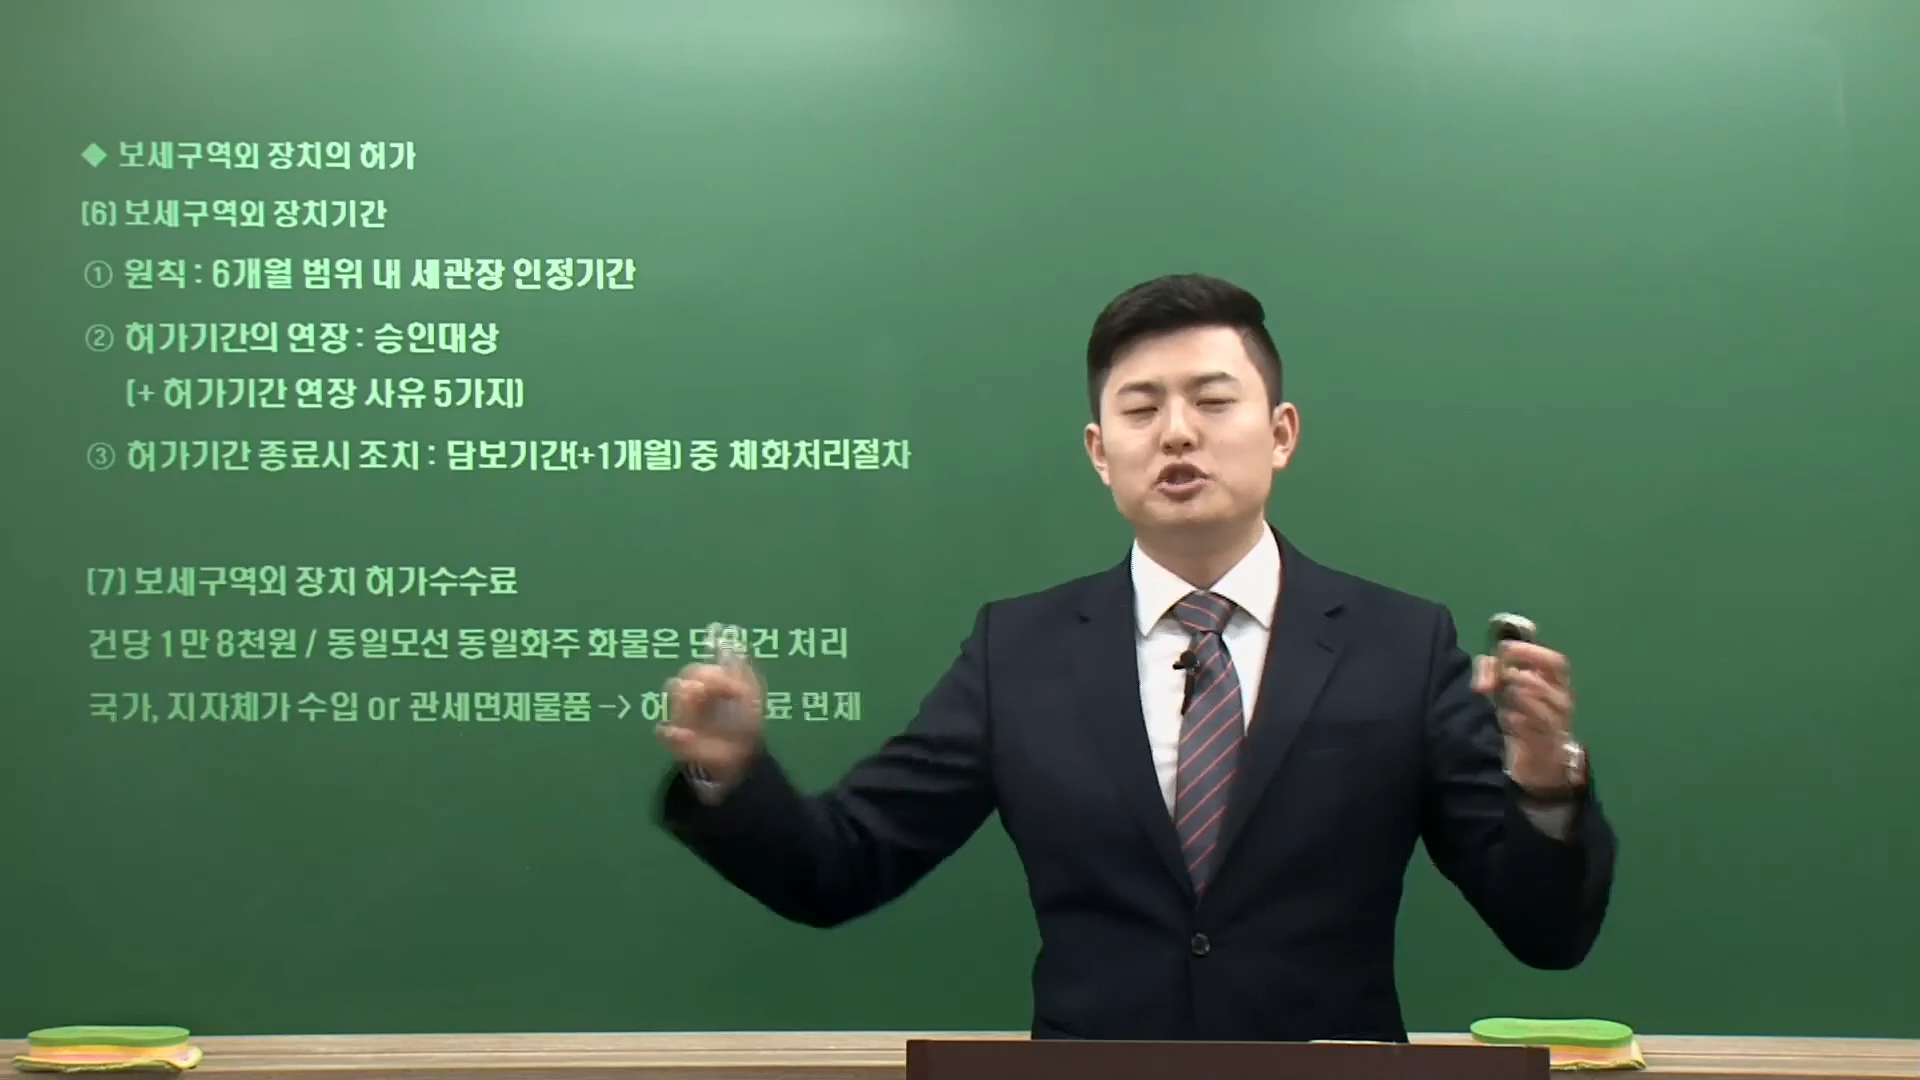 ◆ 보세구역외 장치의 허가
(6) 보세구역외 장치기간
① 원칙 : 6개월 범위 내 세관장 인정기간
② 허가기간의 연장 : 승인대상
(+ 허가기간 연장 사유 5가지)
③ 허가기간 종료시 조치 : 담보기간(+1개월) 중 체화처리절차
(7) 보세구역외 장치 허가수수료
건당 1만 8천원 / 동일모선 동일화주 화물은 처리
국가, 지자체가 수입 or 관세면제물품 -> 면제